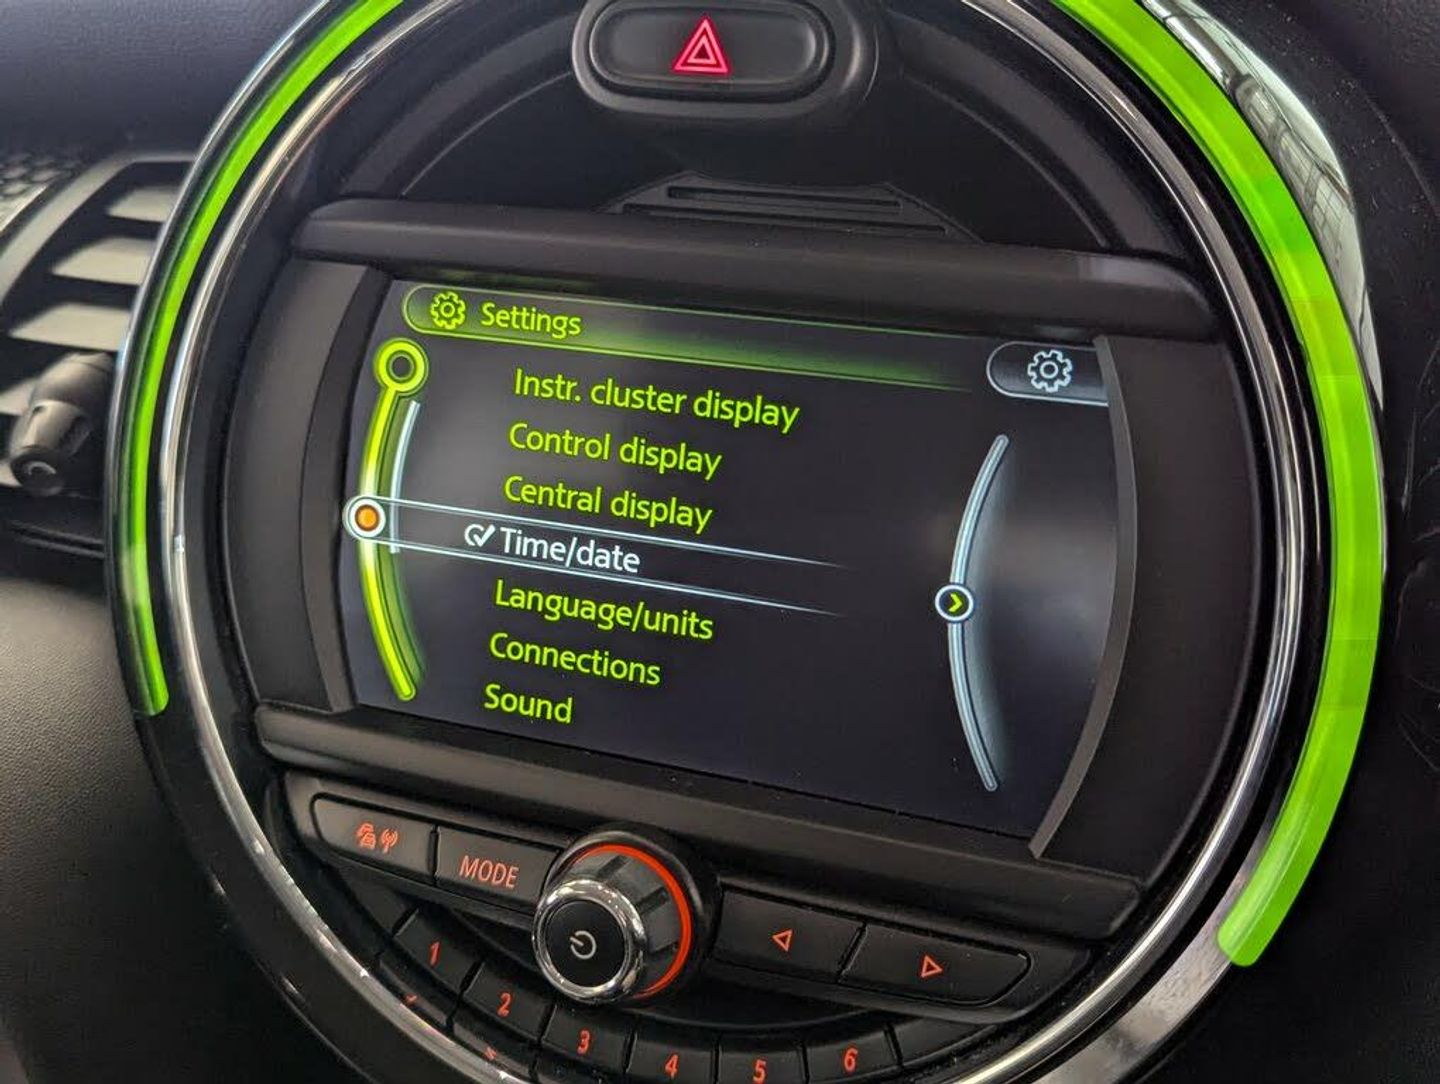 Settings
Instr. cluster display
Control display
Central display
Time/date
Language/units
Connections
Sound
MODE
1
2
3
4
5
6